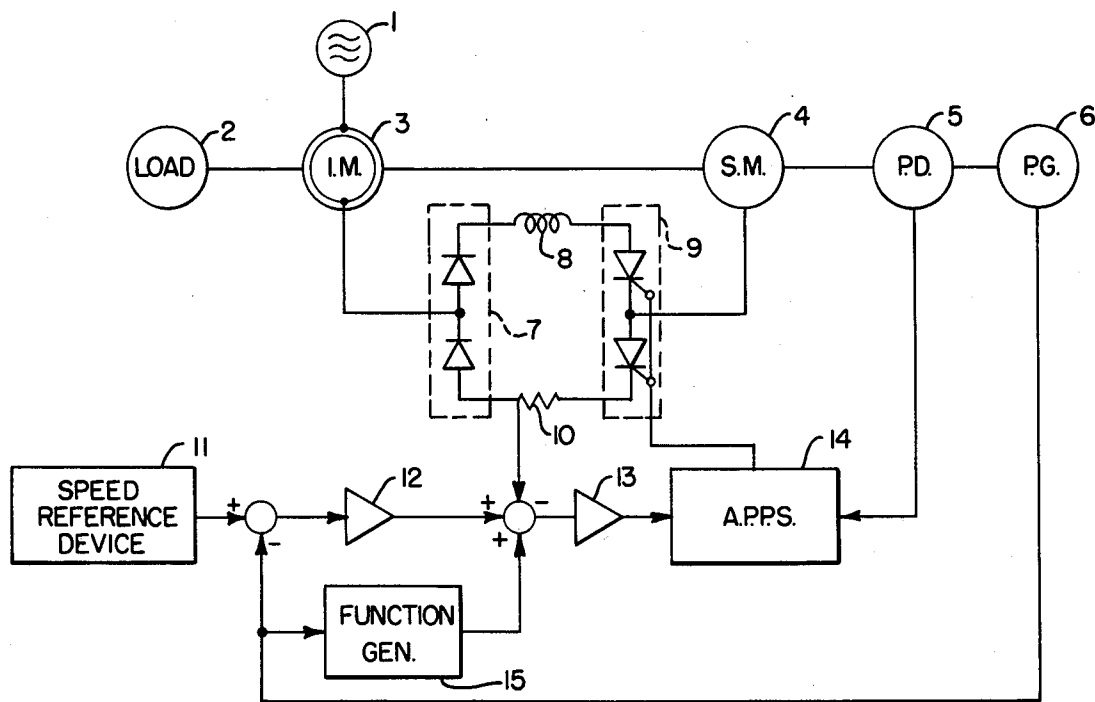 1
2
3
4
5
6
LOAD
I.M.
S.M.
P.D.
P.G.
8
9
7
10
11
12
13
14
SPEED
REFERENCE
DEVICE
+
-
+
-
+
A.P.P.S.
FUNCTION
GEN.
15